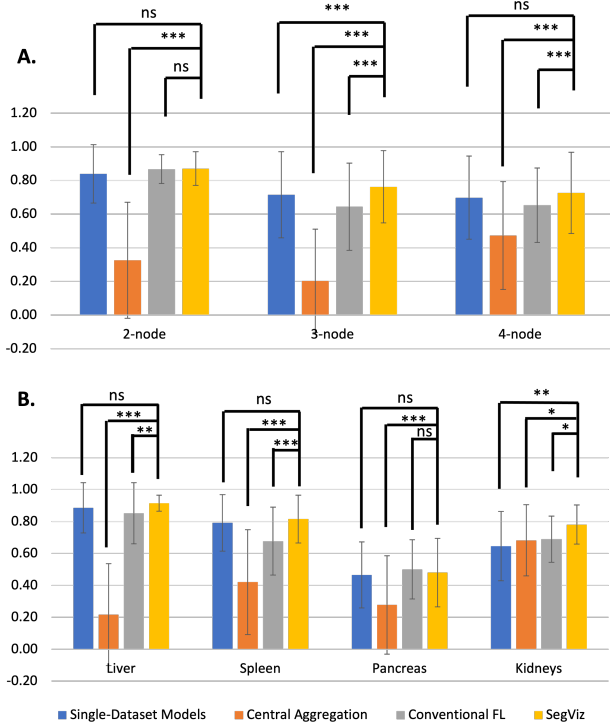 ns
A.
***
ns
***
***
***
ns
***
***
1.20
1.00
0.80
0.60
0.40
0.20
0.00
-0.20
2-node
3-node
4-node
B.
ns
***
**
ns
***
***
ns
***
ns
**
*
*
1.20
1.00
0.80
0.60
0.40
0.20
0.00
-0.20
Liver
Spleen
Pancreas
Kidneys
Single-Dataset Models
Central Aggregation
Conventional FL
SegViz